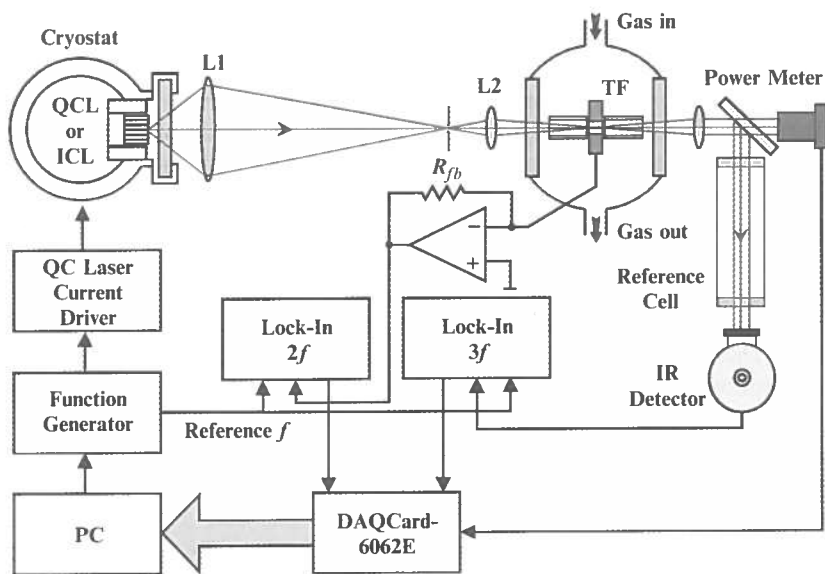 Cryostat
L1
Gas in
L2
TF
Power Meter
QCL
or
ICL
R_fb
−
+
Gas out
QC Laser
Current
Driver
Reference
Cell
Lock-In
2f
Lock-In
3f
IR
Detector
Function
Generator
Reference f
PC
DAQCard-
6062E